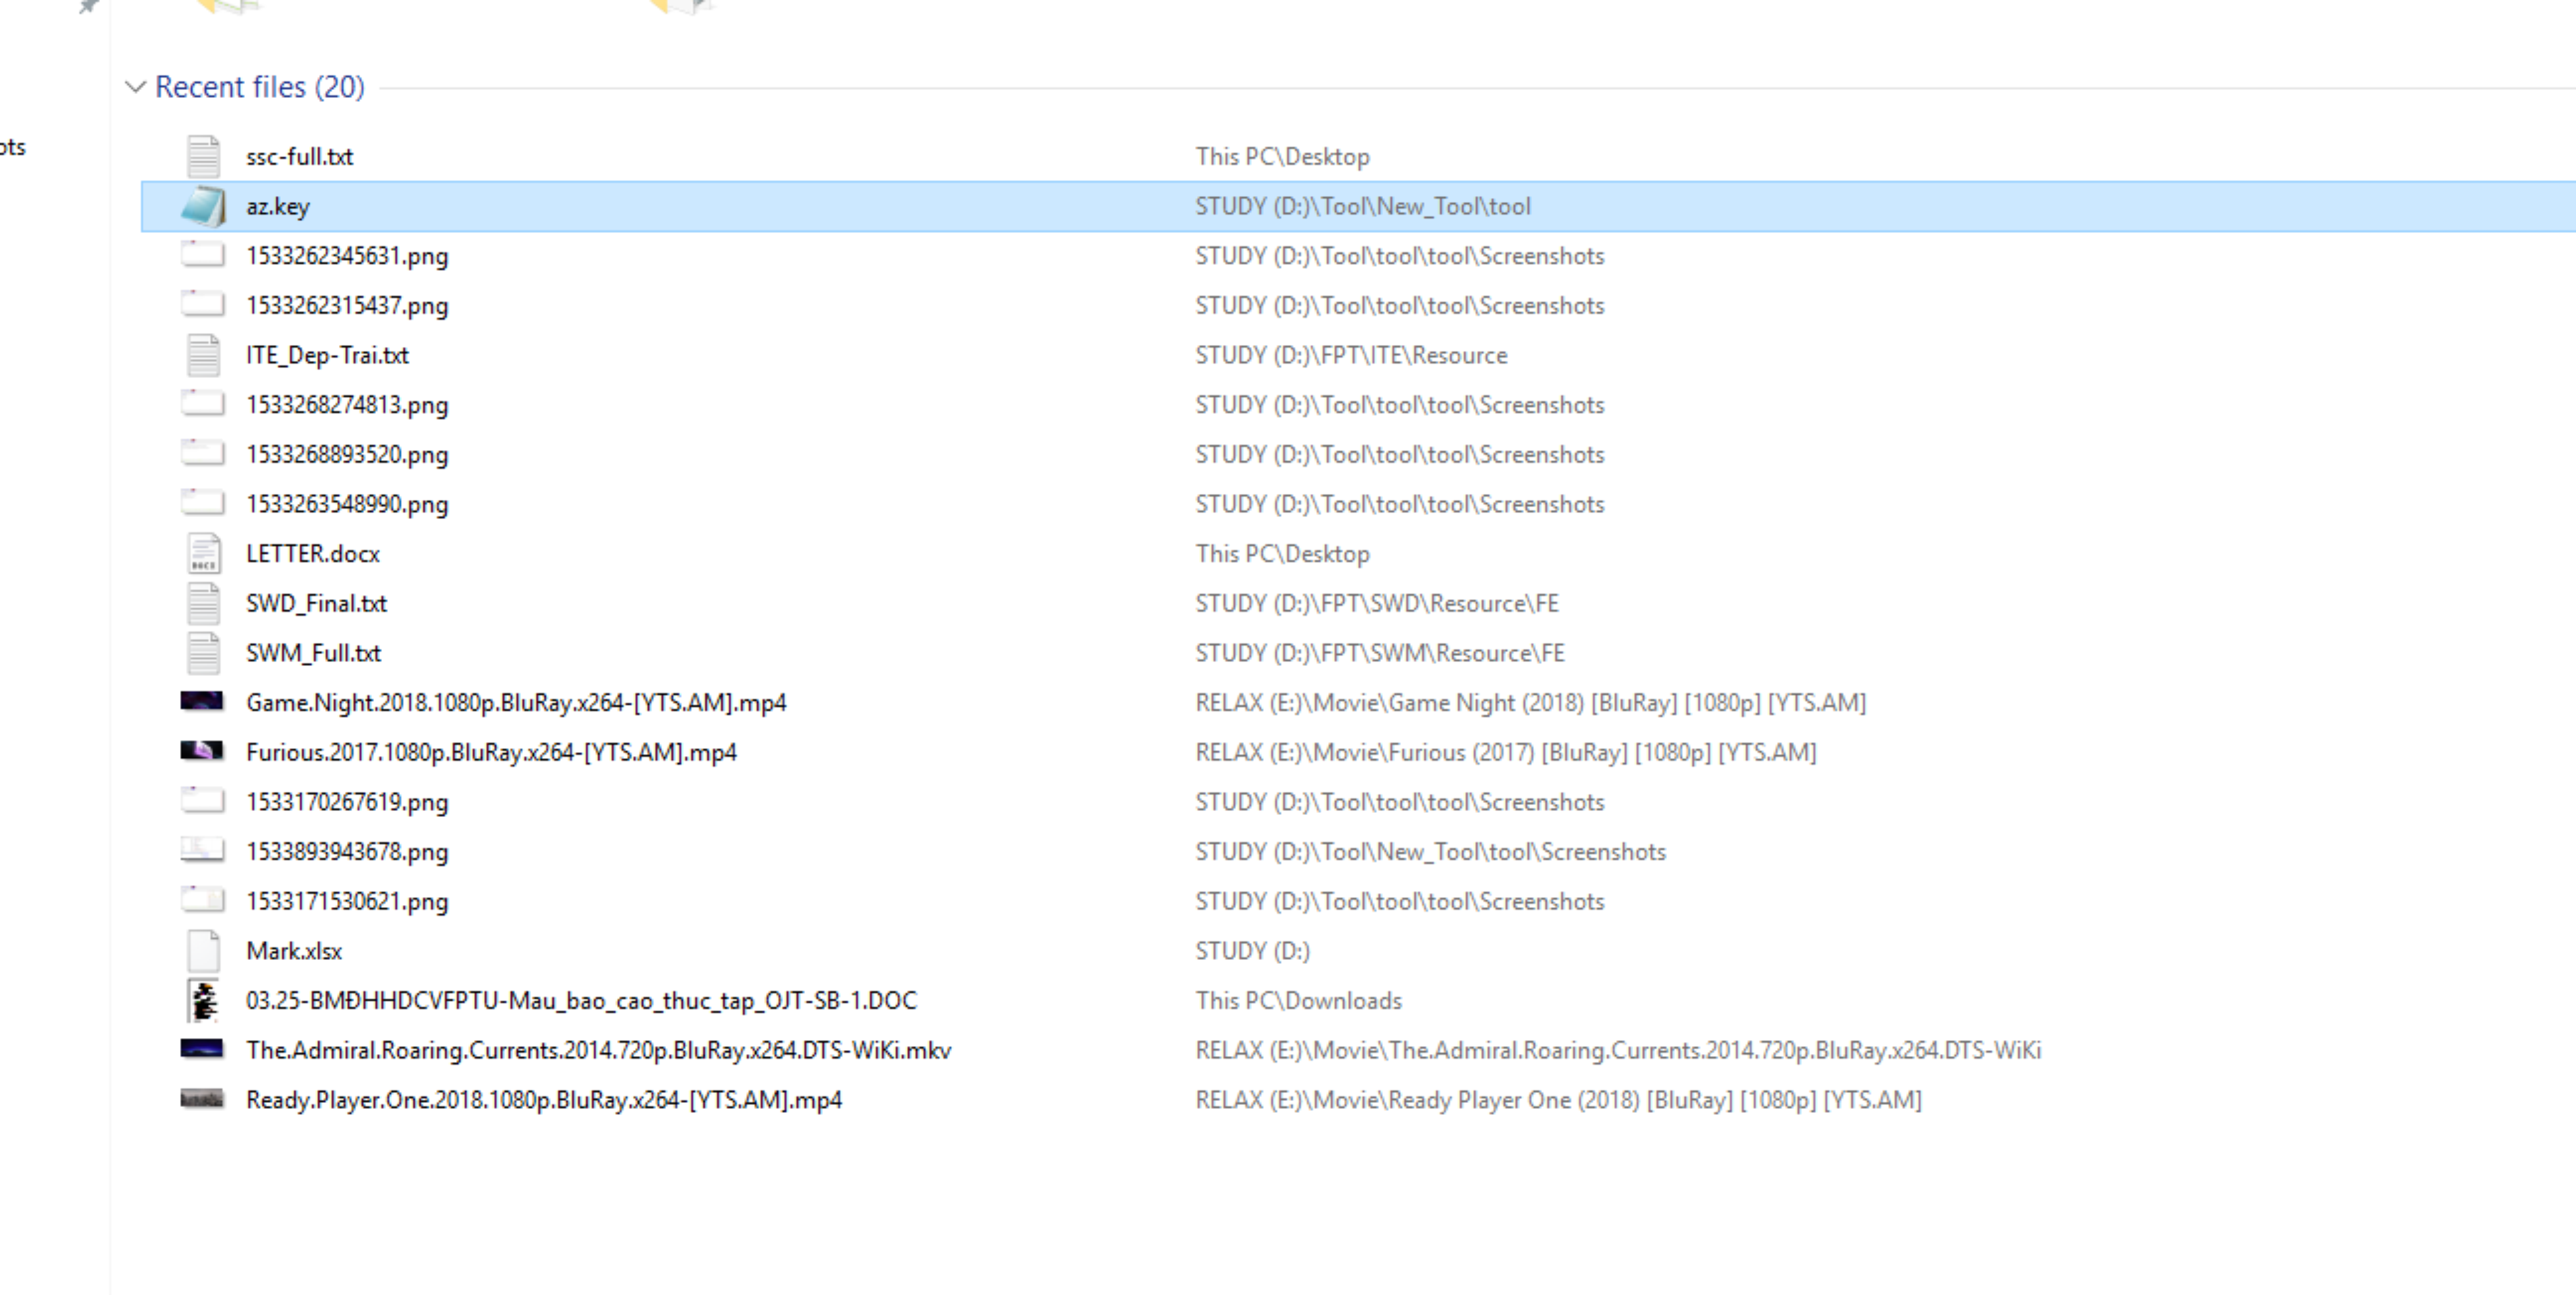 Recent files (20)
ots
ssc-full.txt This PC\Desktop
az.key STUDY (D:)\Tool\New_Tool\tool
1533262345631.png STUDY (D:)\Tool\tool\tool\Screenshots
1533262315437.png STUDY (D:)\Tool\tool\tool\Screenshots
ITE_Dep-Trai.txt STUDY (D:)\FPT\ITE\Resource
1533268274813.png STUDY (D:)\Tool\tool\tool\Screenshots
1533268893520.png STUDY (D:)\Tool\tool\tool\Screenshots
1533263548990.png STUDY (D:)\Tool\tool\tool\Screenshots
LETTER.docx This PC\Desktop
SWD_Final.txt STUDY (D:)\FPT\SWD\Resource\FE
SWM_Full.txt STUDY (D:)\FPT\SWM\Resource\FE
Game.Night.2018.1080p.BluRay.x264-[YTS.AM].mp4 RELAX (E:)\Movie\Game Night (2018) [BluRay] [1080p] [YTS.AM]
Furious.2017.1080p.BluRay.x264-[YTS.AM].mp4 RELAX (E:)\Movie\Furious (2017) [BluRay] [1080p] [YTS.AM]
1533170267619.png STUDY (D:)\Tool\tool\tool\Screenshots
1533893943678.png STUDY (D:)\Tool\New_Tool\tool\Screenshots
1533171530621.png STUDY (D:)\Tool\tool\tool\Screenshots
Mark.xlsx STUDY (D:)
03.25-BMĐHHDCVFPTU-Mau_bao_cao_thuc_tap_OJT-SB-1.DOC This PC\Downloads
The.Admiral.Roaring.Currents.2014.720p.BluRay.x264.DTS-WiKi.mkv RELAX (E:)\Movie\The.Admiral.Roaring.Currents.2014.720p.BluRay.x264.DTS-WiKi
Ready.Player.One.2018.1080p.BluRay.x264-[YTS.AM].mp4 RELAX (E:)\Movie\Ready Player One (2018) [BluRay] [1080p] [YTS.AM]